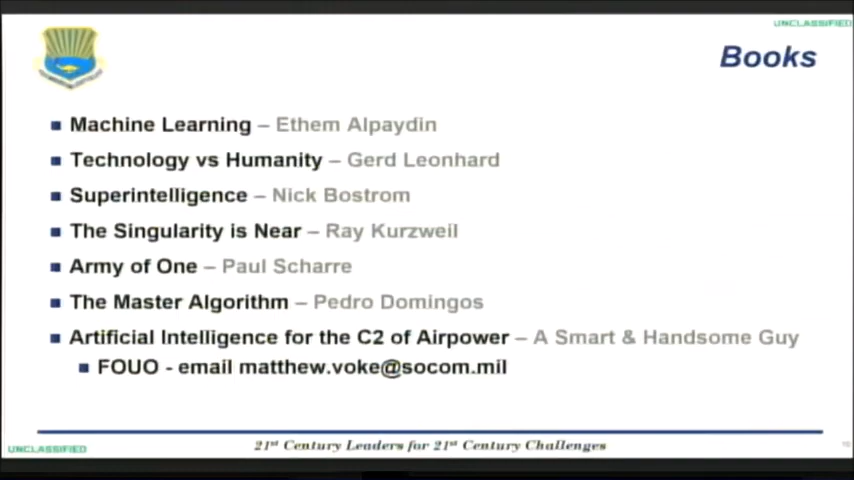 UNCLASSIFIED
Books
Machine Learning – Ethem Alpaydin
Technology vs Humanity – Gerd Leonhard
Superintelligence – Nick Bostrom
The Singularity is Near – Ray Kurzweil
Army of One – Paul Scharre
The Master Algorithm – Pedro Domingos
Artificial Intelligence for the C2 of Airpower – A Smart & Handsome Guy
FOUO - email matthew.voke@socom.mil
UNCLASSIFIED
21st Century Leaders for 21st Century Challenges